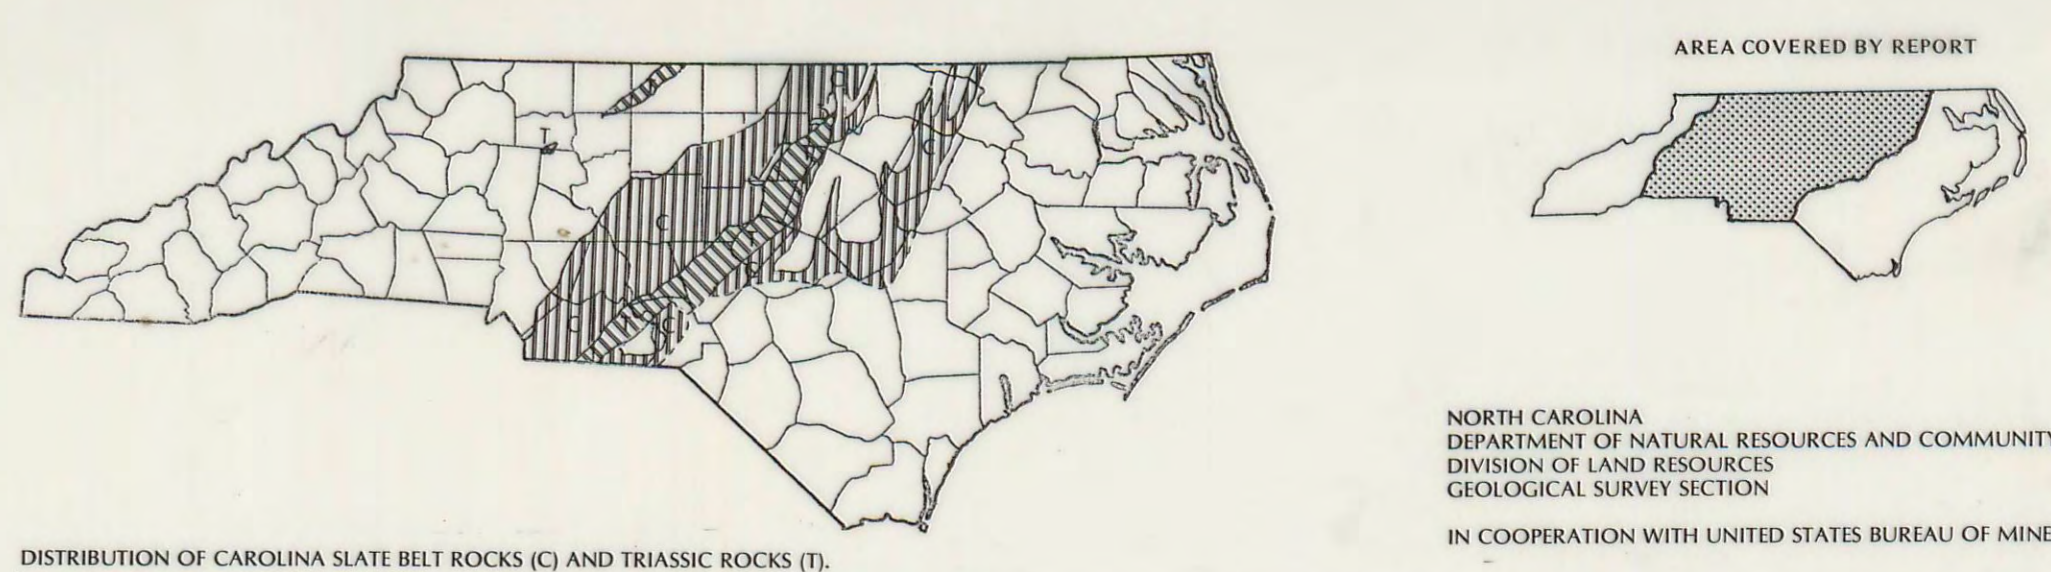 AREA COVERED BY REPORT
T
C
C
C
C
C
C
NORTH CAROLINA
DEPARTMENT OF NATURAL RESOURCES AND COMMUNITY
DIVISION OF LAND RESOURCES
GEOLOGICAL SURVEY SECTION
IN COOPERATION WITH UNITED STATES BUREAU OF MINE
DISTRIBUTION OF CAROLINA SLATE BELT ROCKS (C) AND TRIASSIC ROCKS (T).